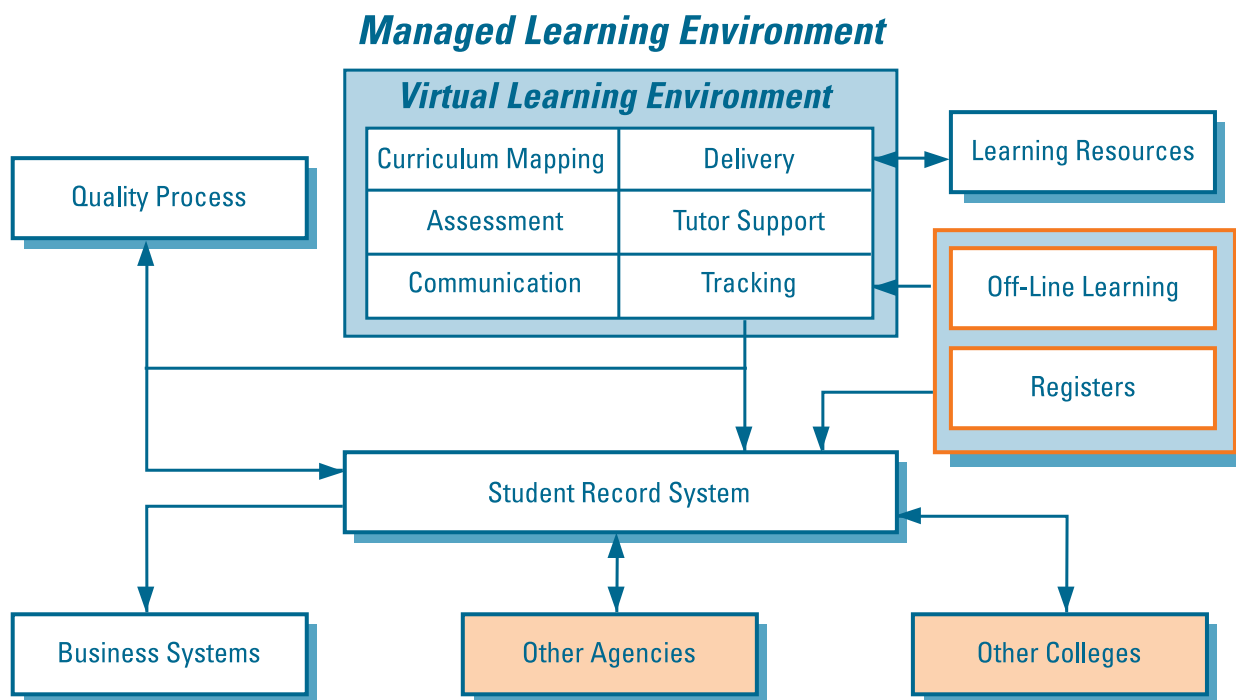 Managed Learning Environment
Virtual Learning Environment
Curriculum Mapping
Delivery
Learning Resources
Quality Process
Assessment
Tutor Support
Communication
Tracking
Off-Line Learning
Registers
Student Record System
Business Systems
Other Agencies
Other Colleges